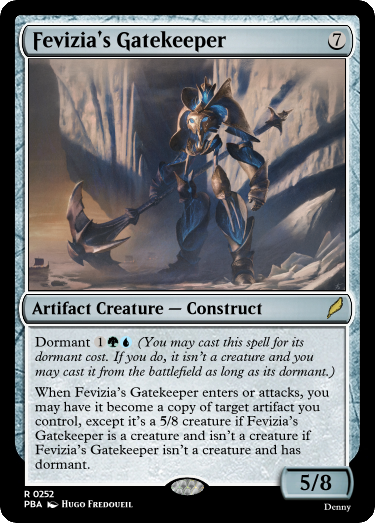 Fevizia's Gatekeeper 7
Artifact Creature — Construct
Dormant 1 (You may cast this spell for its
dormant cost. If you do, it isn't a creature and you
may cast it from the battlefield as long as its dormant.)
When Fevizia's Gatekeeper enters or attacks, you
may have it become a copy of target artifact you
control, except it's a 5/8 creature if Fevizia's
Gatekeeper is a creature and isn't a creature if
Fevizia's Gatekeeper isn't a creature and has
dormant.
5/8
R 0252
PBA Hugo Fredoueil
Denny